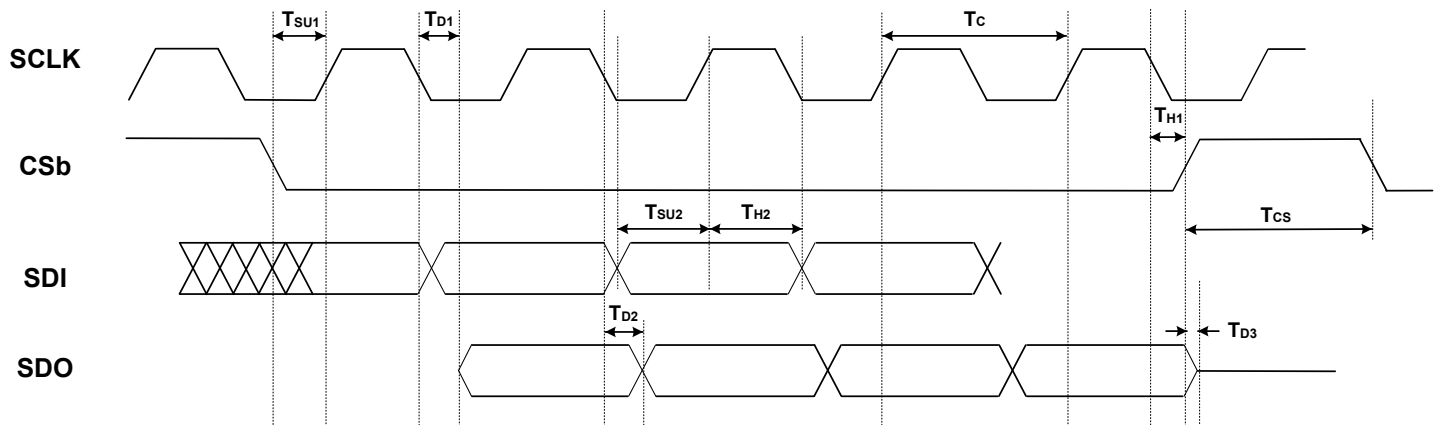 TSU1 TD1 TC
SCLK
TH1
CSb
TSU2 TH2 TCS
SDI
TD2 TD3
SDO